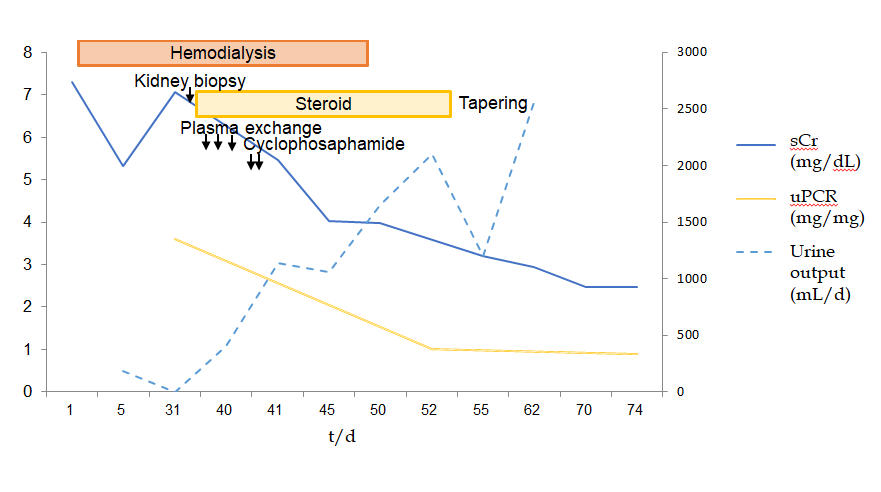 Hemodialysis
Kidney biopsy
Steroid
Tapering
Plasma exchange
Cyclophosaphamide
8
7
6
5
4
3
2
1
0
3000
2500
2000
1500
1000
500
0
1 5 31 40 41 45 50 52 55 62 70 74
t/d
sCr
(mg/dL)
uPCR
(mg/mg)
Urine
output
(mL/d)